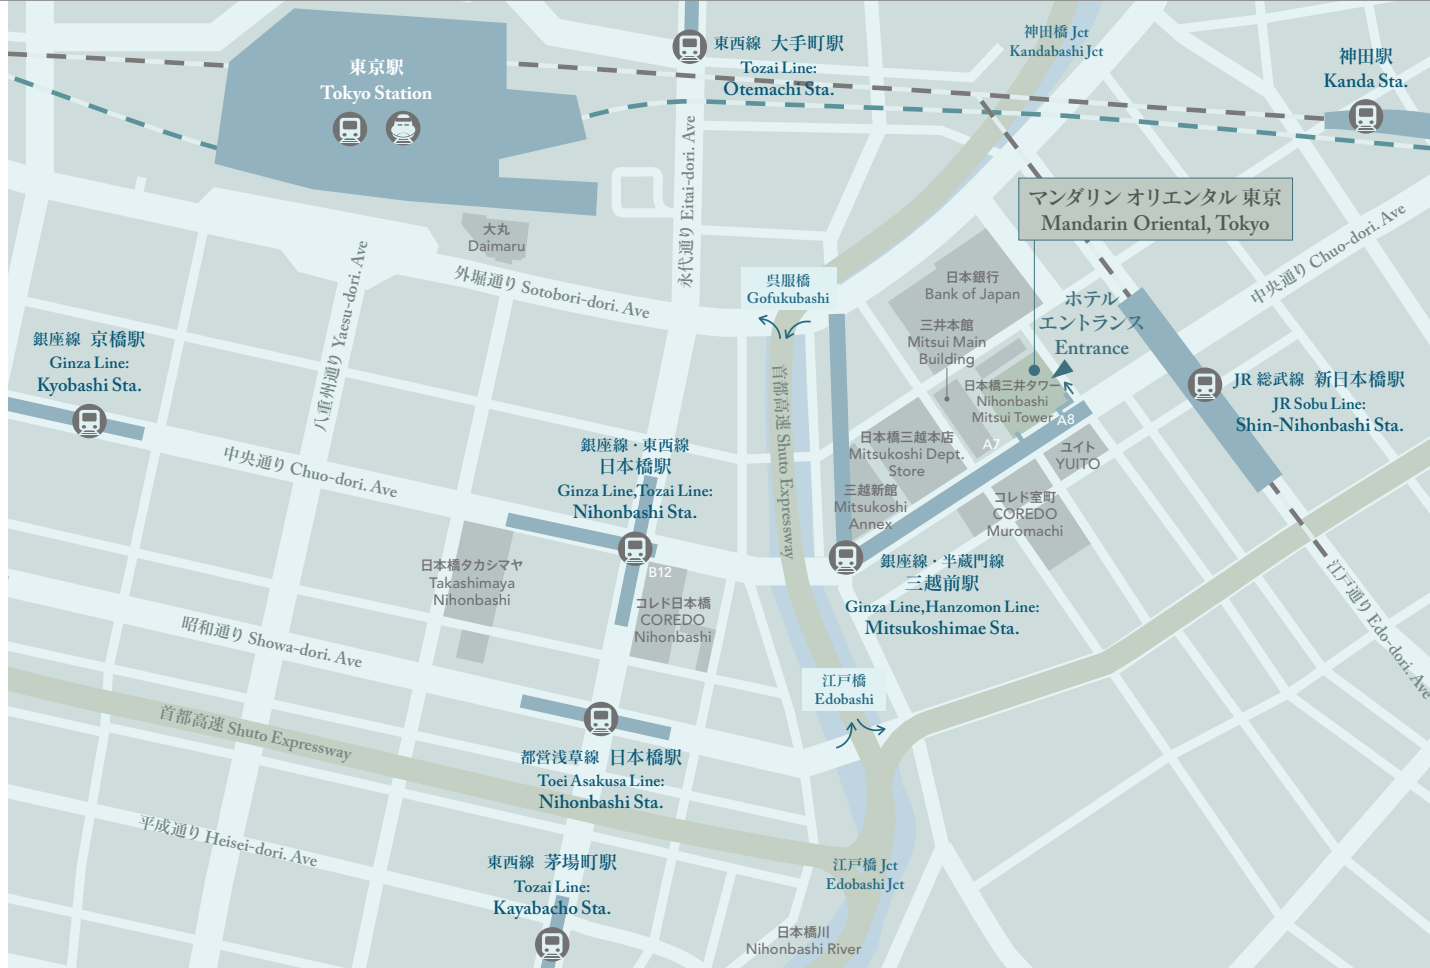 神田橋 Jct
Kandabashi Jct
東西線 大手町駅
Tozai Line:
Otemachi Sta.
神田駅
Kanda Sta.
東京駅
Tokyo Station
永代通り Eitai-dori. Ave
マンダリン オリエンタル 東京
Mandarin Oriental, Tokyo
中央通り Chuo-dori. Ave
大丸
Daimaru
外堀通り Sotobori-dori. Ave
八重洲通り Yaesu-dori. Ave
呉服橋
Gofukubashi
日本銀行
Bank of Japan
ホテル
エントランス
Entrance
三井本館
Mitsui Main
Building
銀座線 京橋駅
Ginza Line:
Kyobashi Sta.
日本橋三井タワー
Nihonbashi
Mitsui Tower
A8
A7
JR 総武線 新日本橋駅
JR Sobu Line:
Shin-Nihonbashi Sta.
首都高速 Shuto Expressway
日本橋三越本店
Mitsukoshi Dept.
Store
ユイト
YUITO
銀座線・東西線
日本橋駅
Ginza Line,Tozai Line:
Nihonbashi Sta.
中央通り Chuo-dori. Ave
三越新館
Mitsukoshi
Annex
コレド室町
COREDO
Muromachi
日本橋タカシマヤ
Takashimaya
Nihonbashi
B12
コレド日本橋
COREDO
Nihonbashi
銀座線・半蔵門線
三越前駅
Ginza Line,Hanzomon Line:
Mitsukoshimae Sta.
江戸通り Edo-dori. Ave
昭和通り Showa-dori. Ave
江戸橋
Edobashi
首都高速 Shuto Expressway
都営浅草線 日本橋駅
Toei Asakusa Line:
Nihonbashi Sta.
平成通り Heisei-dori. Ave
東西線 茅場町駅
Tozai Line:
Kayabacho Sta.
江戸橋 Jct
Edobashi Jct
日本橋川
Nihonbashi River